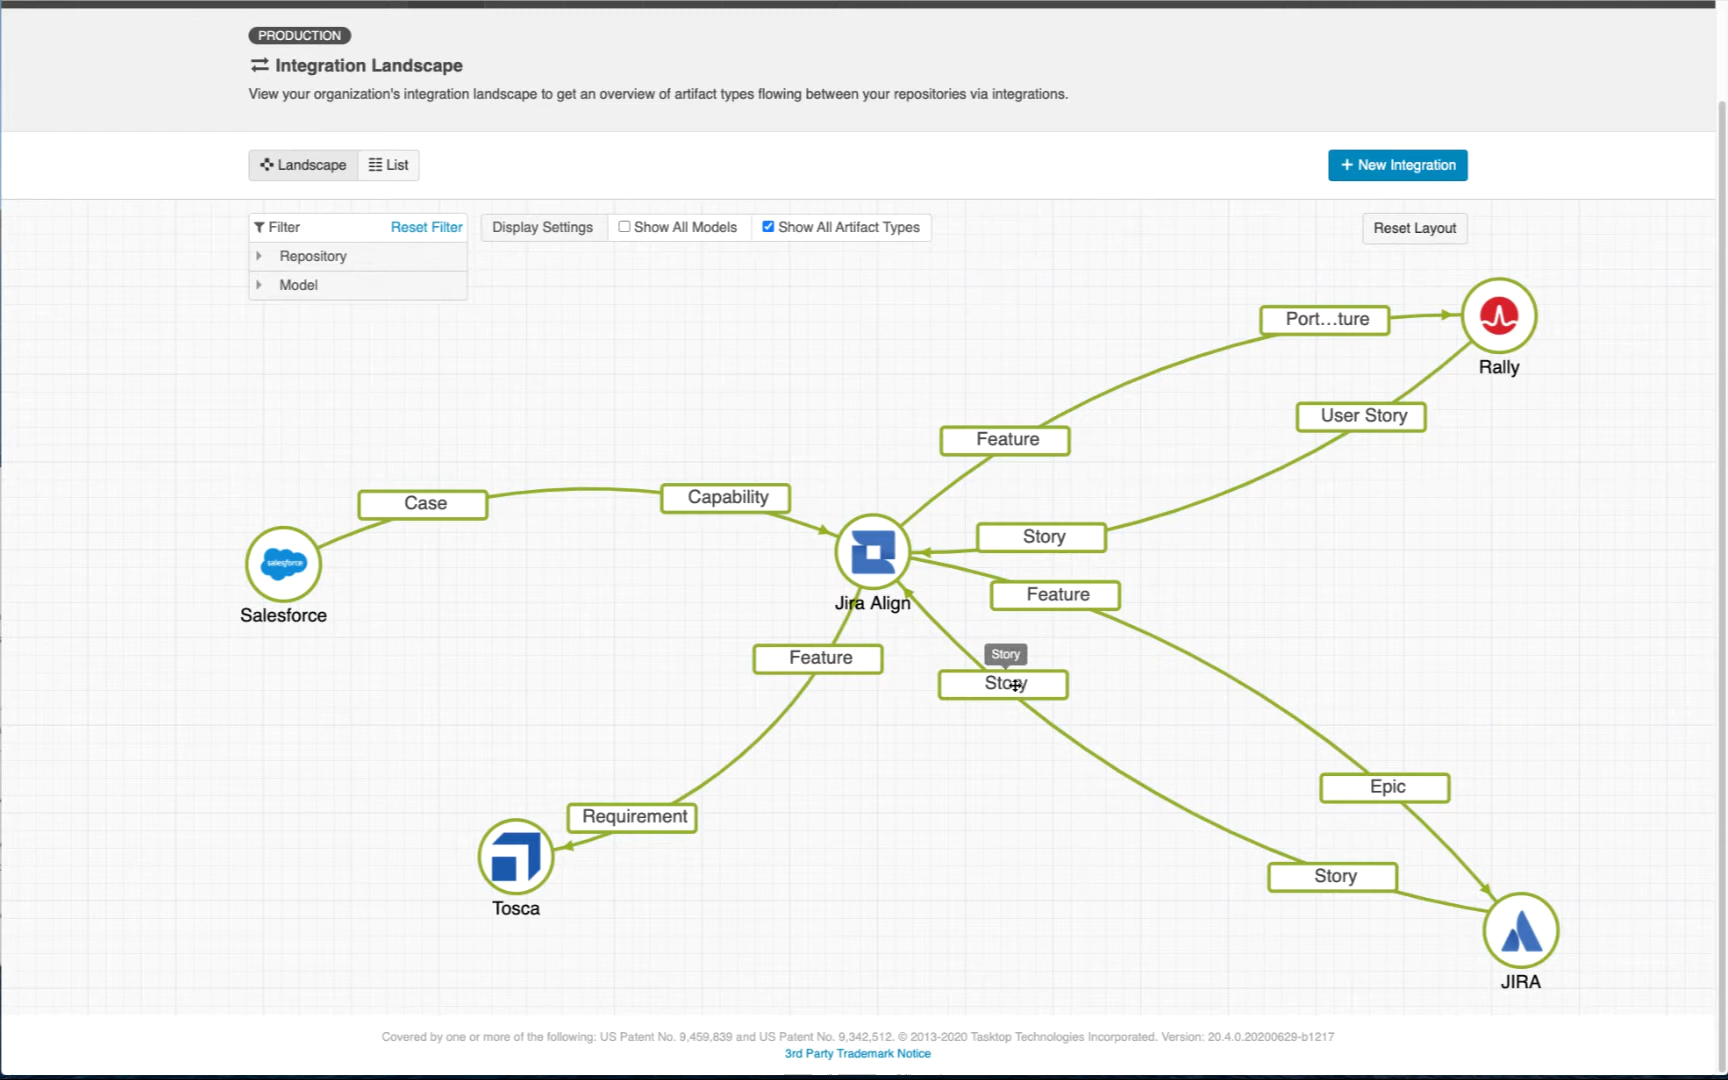 PRODUCTION
Integration Landscape
View your organization's integration landscape to get an overview of artifact types flowing between your repositories via integrations.
Landscape
List
+ New Integration
Filter
Reset Filter
Display Settings
Show All Models
Show All Artifact Types
Reset Layout
Repository
Model
Port...ture
Rally
User Story
Feature
Case
Capability
Story
salesforce
Salesforce
Jira Align
Feature
Feature
Story
Story
Requirement
Epic
Story
Tosca
JIRA
Covered by one or more of the following: US Patent No. 9,459,839 and US Patent No. 9,342,512. © 2013-2020 Tasktop Technologies Incorporated. Version: 20.4.0.20200629-b1217
3rd Party Trademark Notice